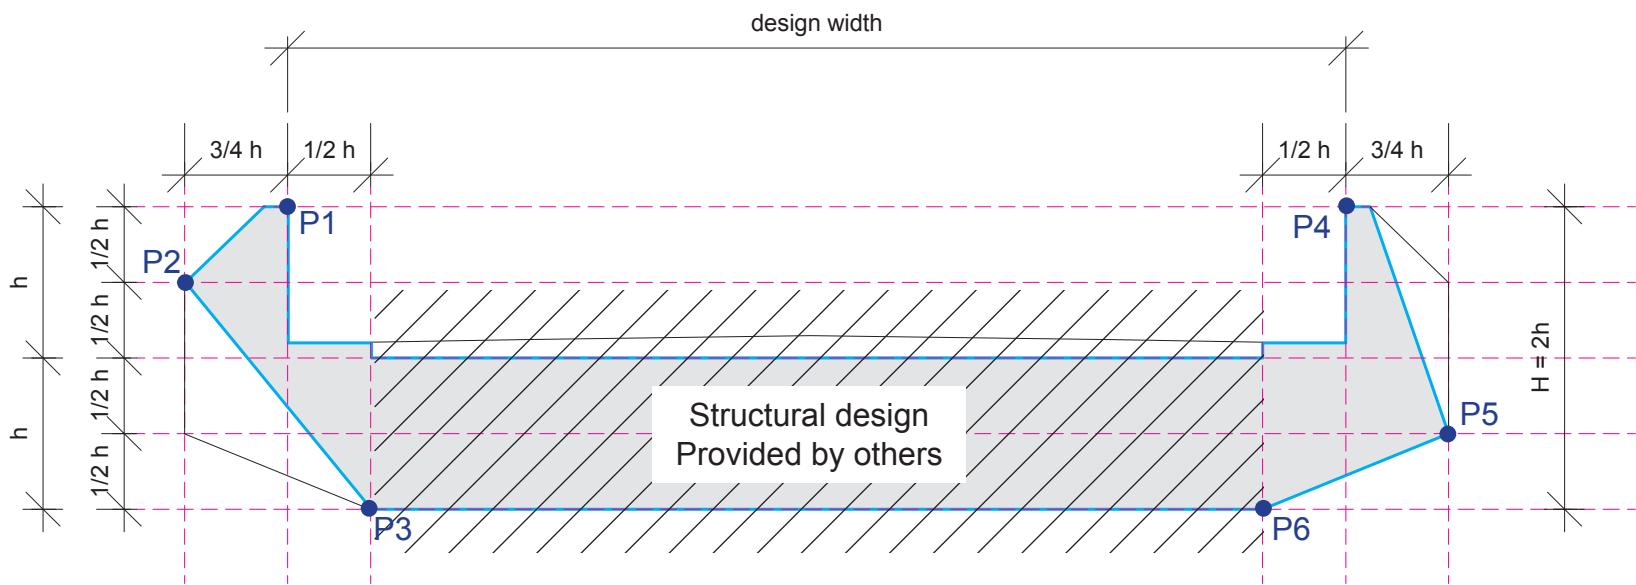 design width
3/4 h
1/2 h
1/2 h
3/4 h
P1
P4
P2
1/2 h
h
1/2 h
H = 2h
1/2 h
Structural design
Provided by others
P5
h
1/2 h
P3
P6